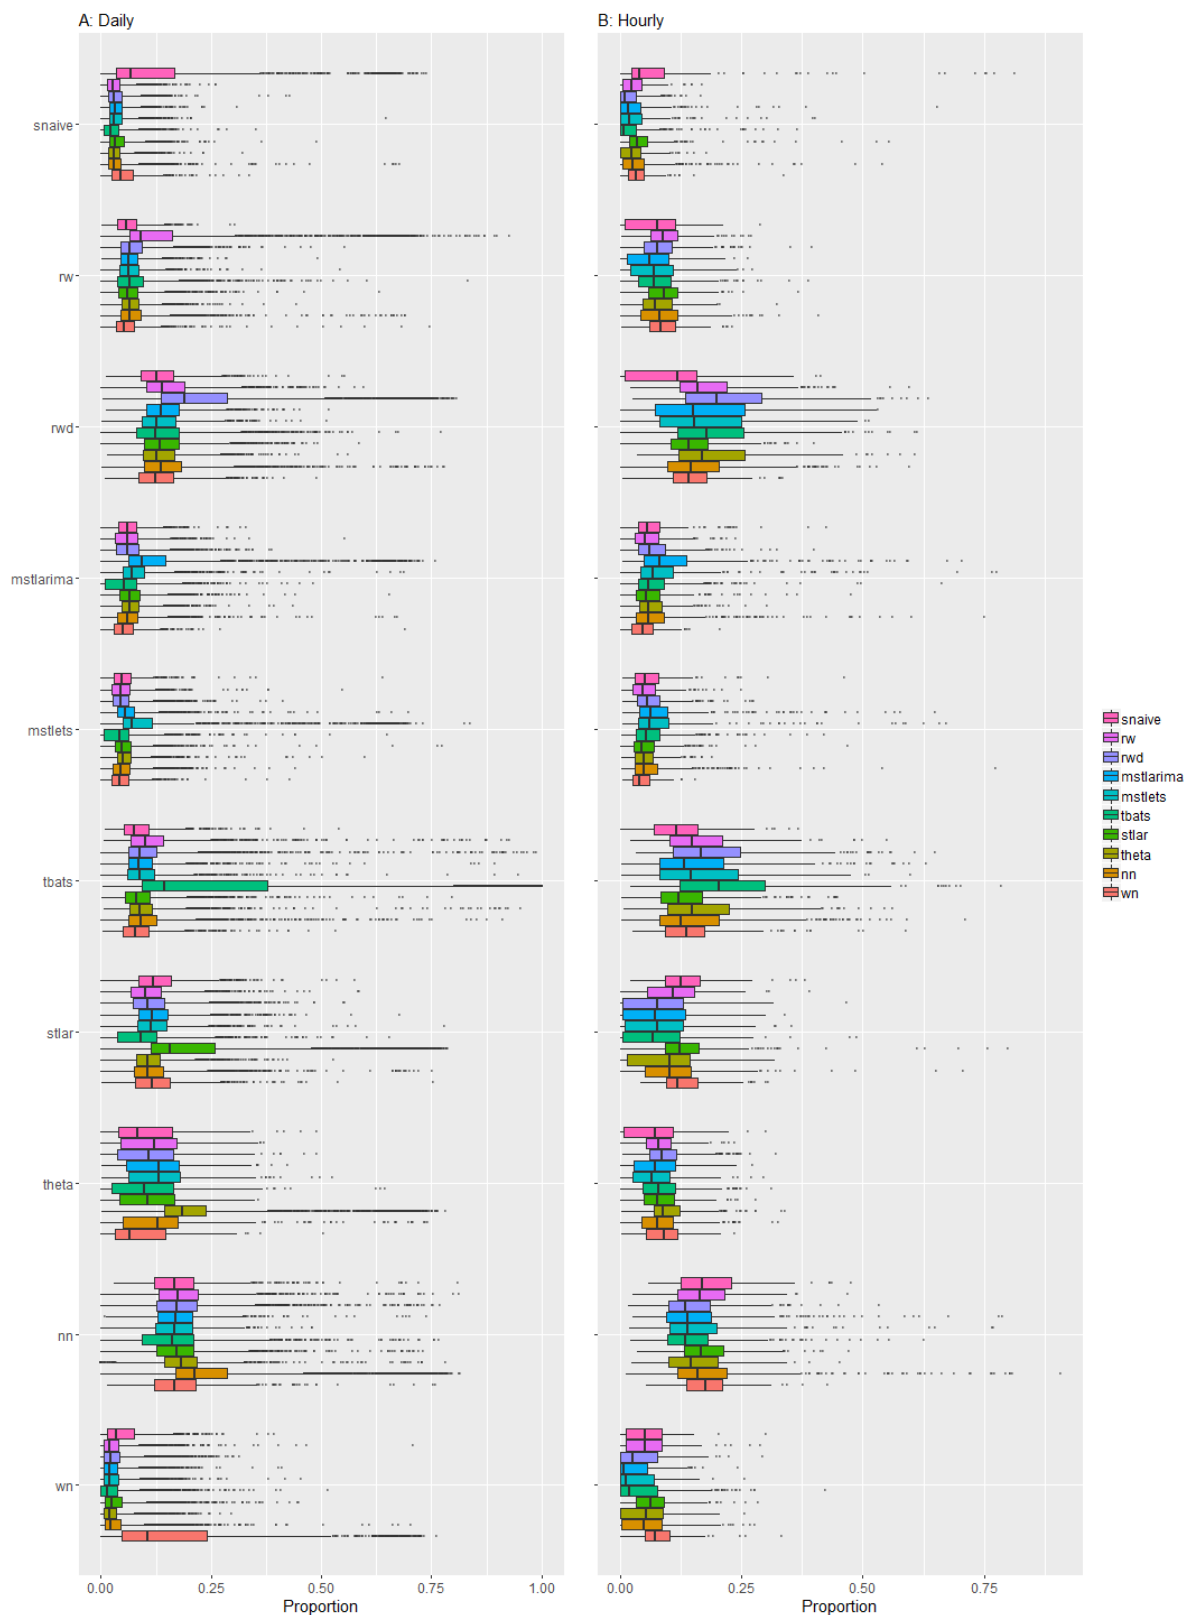 A: Daily
B: Hourly
snaive
rw
rwd
mstlarima
mstlets
tbats
stlar
theta
nn
wn
0.00 0.25 0.50 0.75 1.00
Proportion
0.00 0.25 0.50 0.75
Proportion
snaive
rw
rwd
mstlarima
mstlets
tbats
stlar
theta
nn
wn